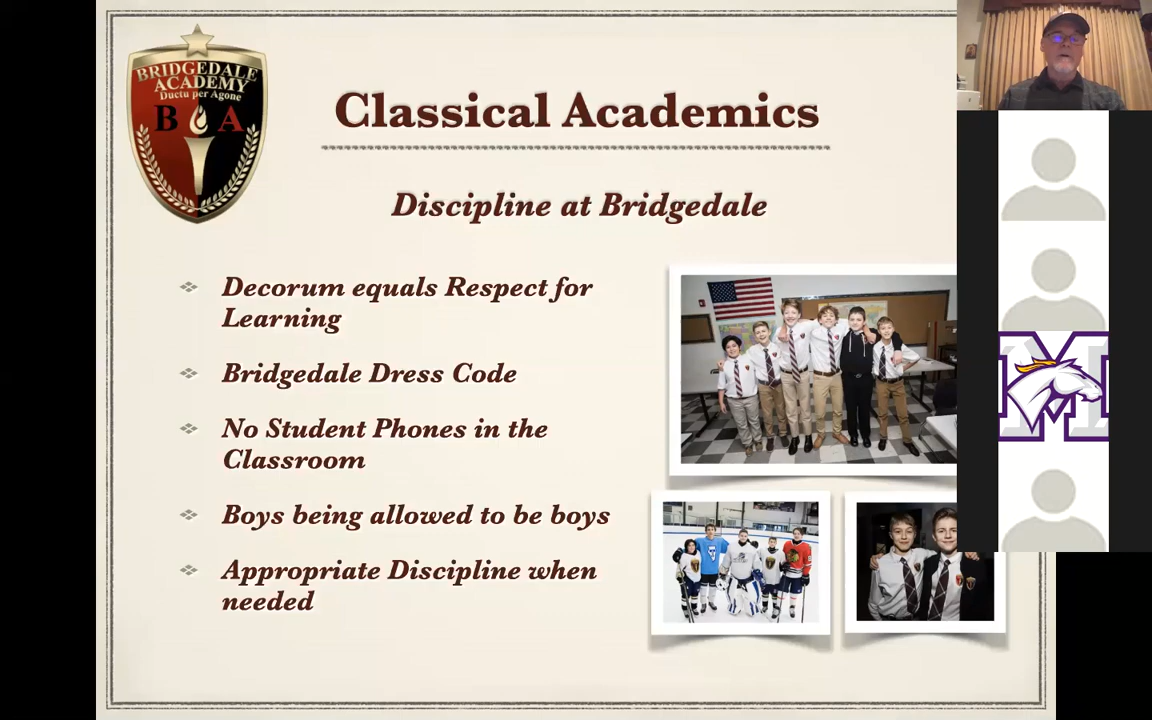 BRIDGEDALE
ACADEMY
Ductu per Agone
B A
Classical Academics
Discipline at Bridgedale
Decorum equals Respect for
Learning
Bridgedale Dress Code
No Student Phones in the
Classroom
Boys being allowed to be boys
Appropriate Discipline when
needed
M